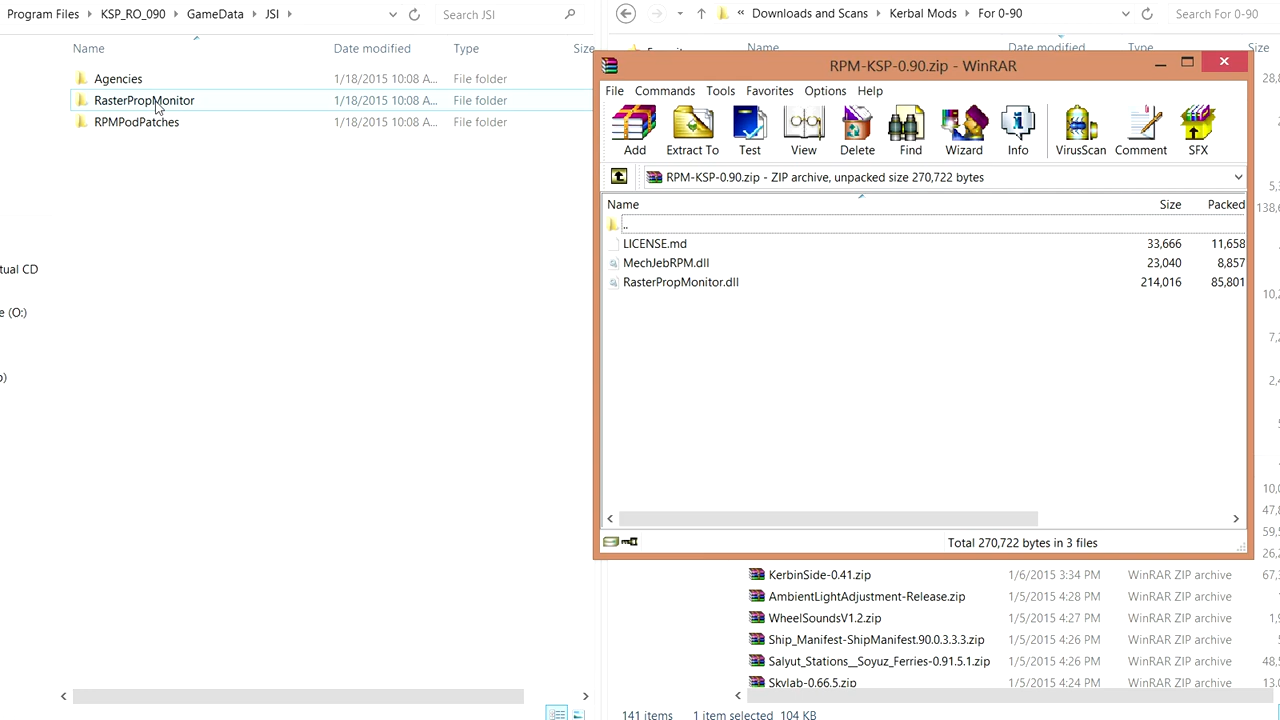 Program Files KSP_RO_090 GameData JSI
Search JSI
Name Date modified Type Size
Agencies 1/18/2015 10:08 A... File folder
RasterPropMonitor 1/18/2015 10:08 A... File folder
RPMPodPatches 1/18/2015 10:08 A... File folder
tual CD
e (O:)
)
« Downloads and Scans Kerbal Mods For 0-90
Search For 0-90
Name Date modified Type Size
RPM-KSP-0.90.zip - WinRAR
File Commands Tools Favorites Options Help
Add Extract To Test View Delete Find Wizard Info VirusScan Comment SFX
RPM-KSP-0.90.zip - ZIP archive, unpacked size 270,722 bytes
Name Size Packed
..
LICENSE.md 33,666 11,658
MechJebRPM.dll 23,040 8,857
RasterPropMonitor.dll 214,016 85,801
Total 270,722 bytes in 3 files
KerbinSide-0.41.zip 1/6/2015 3:34 PM WinRAR ZIP archive 67,
AmbientLightAdjustment-Release.zip 1/5/2015 4:28 PM WinRAR ZIP archive
WheelSoundsV1.2.zip 1/5/2015 4:27 PM WinRAR ZIP archive 1,
Ship_Manifest-ShipManifest.90.0.3.3.3.zip 1/5/2015 4:26 PM WinRAR ZIP archive
Salyut_Stations__Soyuz_Ferries-0.91.5.1.zip 1/5/2015 4:26 PM WinRAR ZIP archive 48,
Skylab-0.66.5.zip 1/5/2015 4:24 PM WinRAR ZIP archive 13,
141 items 1 item selected 104 KB